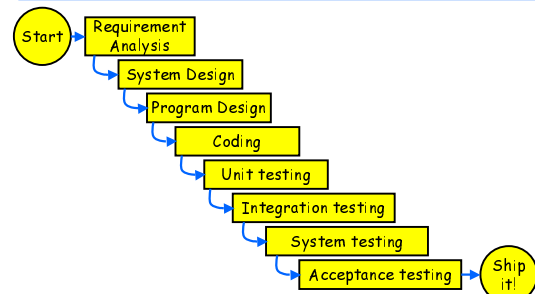 Start
Requirement
Analysis
System Design
Program Design
Coding
Unit testing
Integration testing
System testing
Acceptance testing
Ship
it!